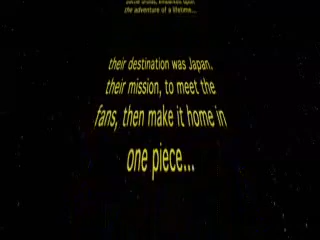 the adventure of a lifetime...
their destination was Japan,
their mission, to meet the
fans, then make it home in
one piece...